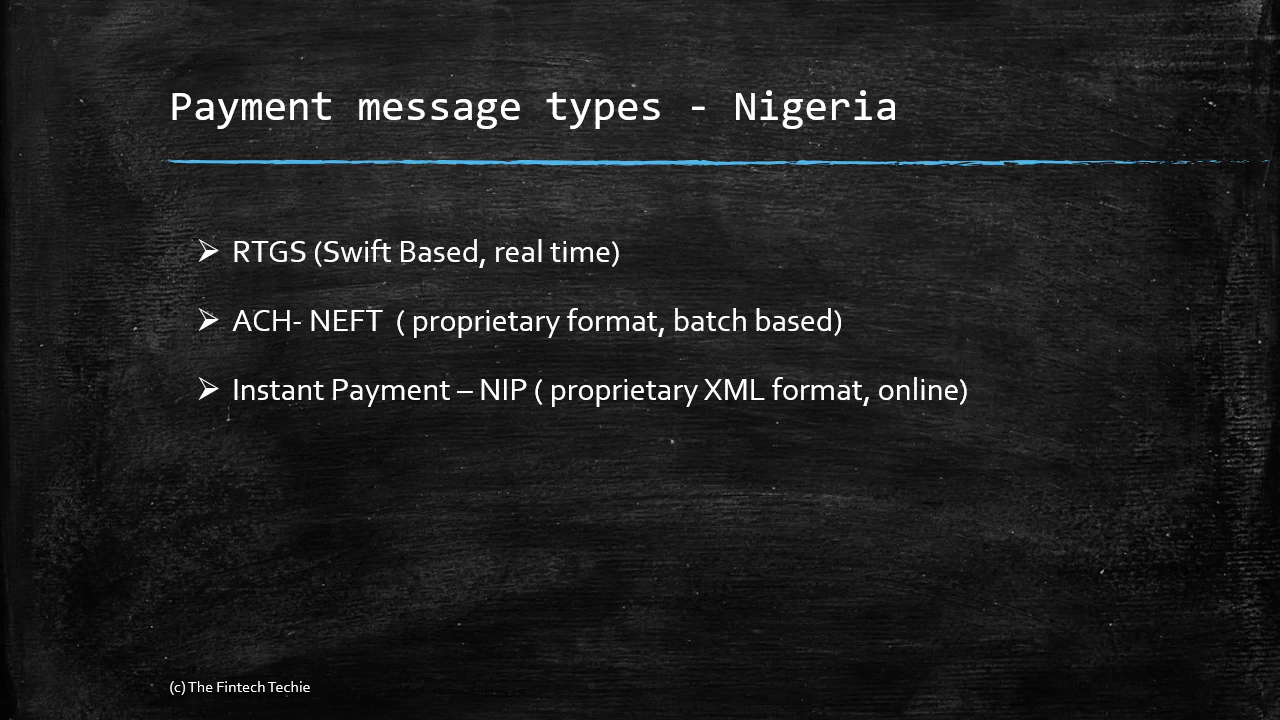 Payment message types - Nigeria
➢ RTGS (Swift Based, real time)
➢ ACH- NEFT ( proprietary format, batch based)
➢ Instant Payment – NIP ( proprietary XML format, online)
(c) The Fintech Techie